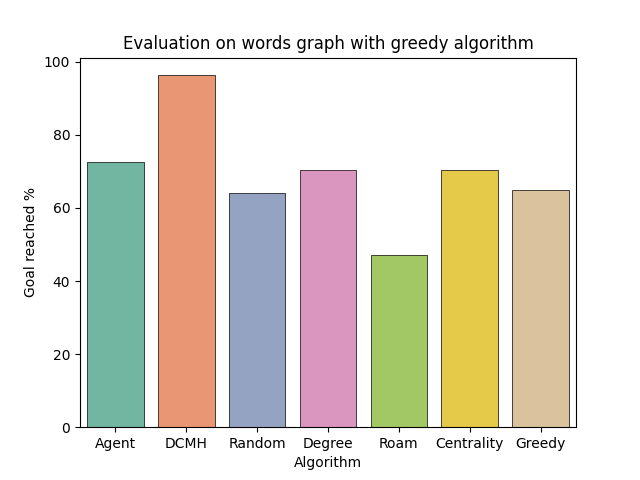 Evaluation on words graph with greedy algorithm
100
80
60
40
20
0
Goal reached %
Agent DCMH Random Degree Roam Centrality Greedy
Algorithm